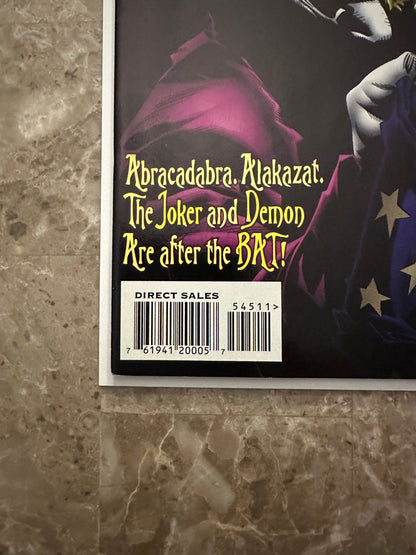 Abracadabra. Alakazat.
The Joker and Demon
Are after the BAT!
DIRECT SALES
54511>
7 61941 20005 7